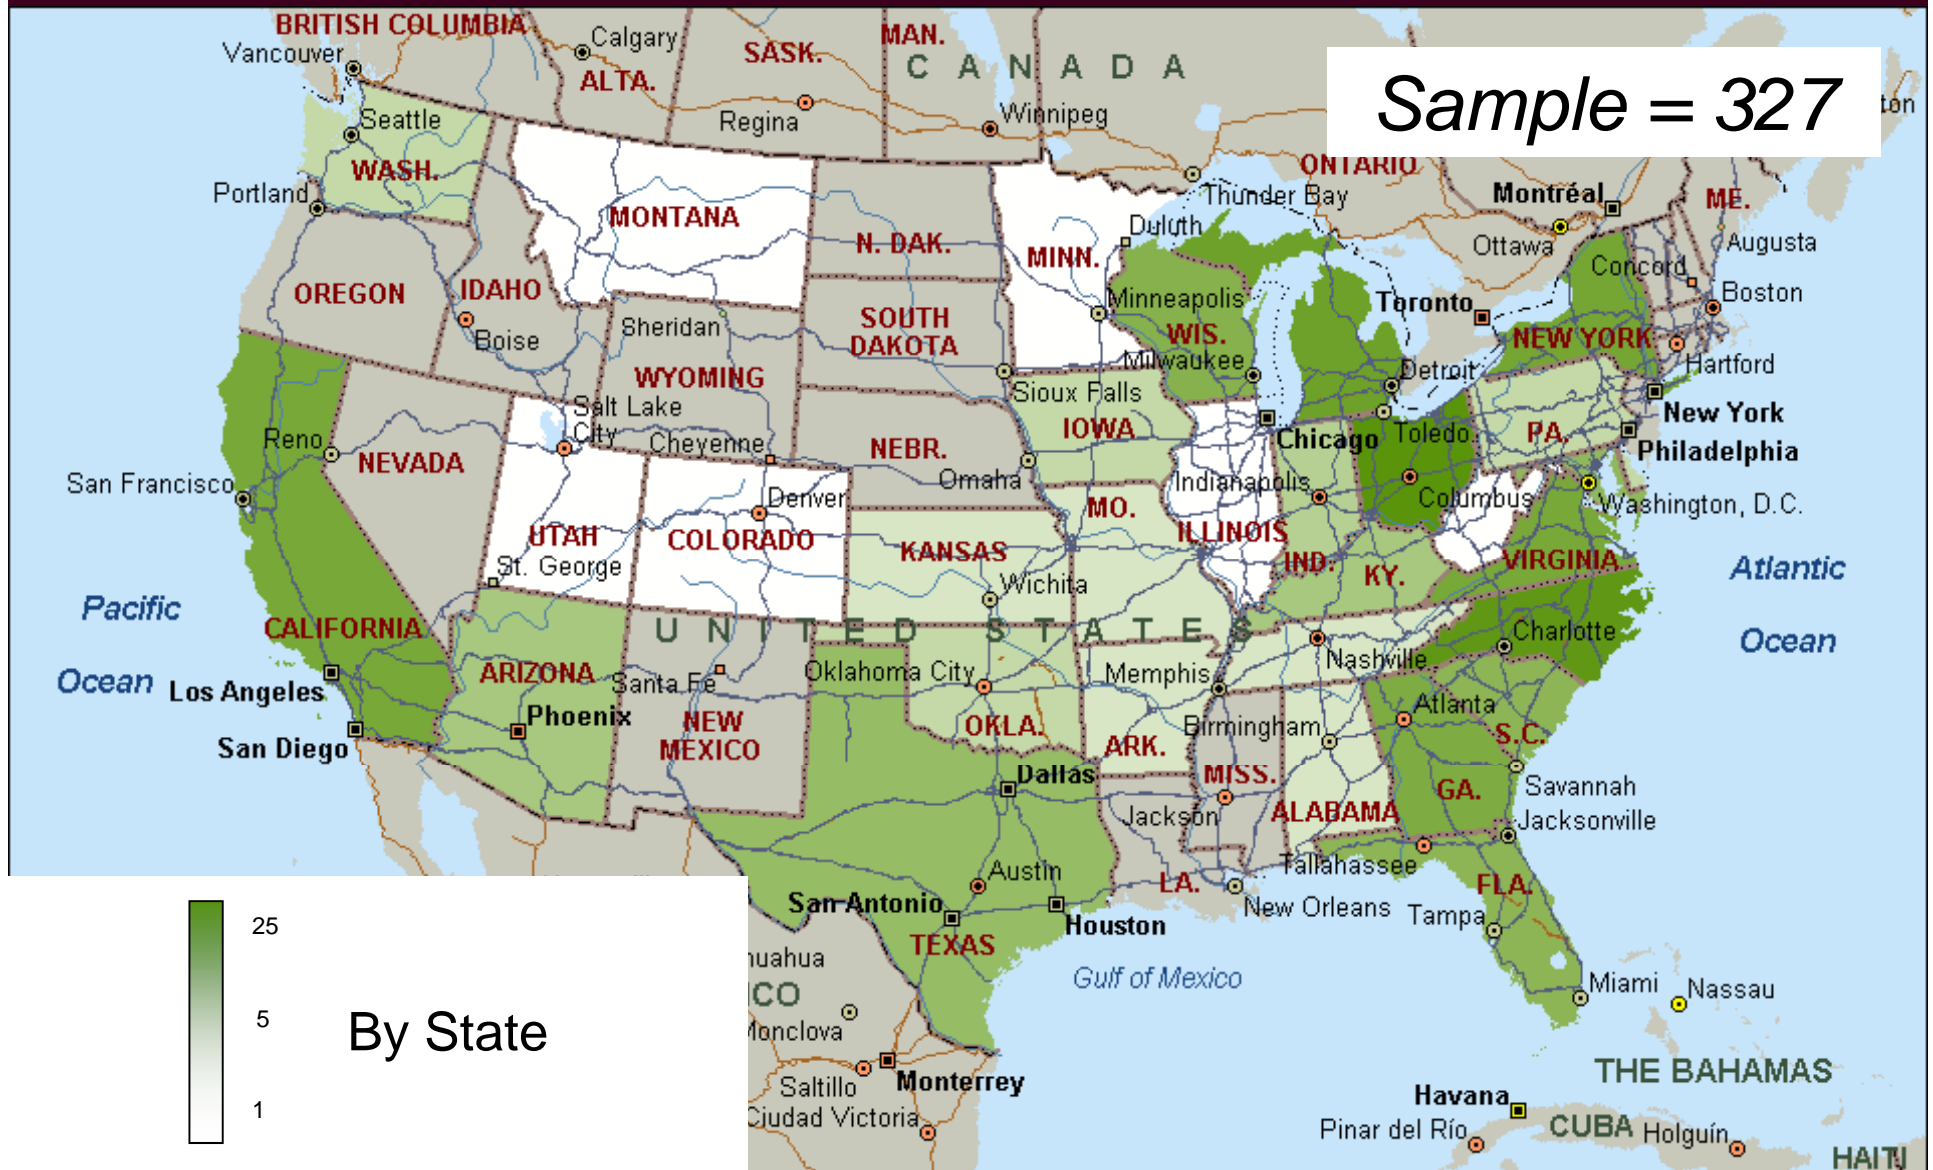 BRITISH COLUMBIA
Vancouver
Calgary
ALTA.
SASK.
MAN.
CANADA
Regina
Winnipeg
Sample = 327
ton
ONTARIO
Thunder Bay
Montréal
Ottawa
ME.
Augusta
Concord
Boston
Toronto
Seattle
WASH.
Portland
MONTANA
N. DAK.
MINN.
Duluth
OREGON
IDAHO
Boise
Sheridan
SOUTH
DAKOTA
Minneapolis
WIS.
Milwaukee
Detroit
NEW YORK
Hartford
WYOMING
Sioux Falls
New York
Philadelphia
Salt Lake
City
Cheyenne
NEBR.
Omaha
IOWA
Chicago
Toledo
PA.
Reno
NEVADA
San Francisco
Denver
MO.
Indianapolis
Columbus
Washington, D.C.
UTAH
St. George
COLORADO
KANSAS
Wichita
ILLINOIS
IND.
KY.
VIRGINIA
Atlantic
Ocean
Pacific
Ocean
CALIFORNIA
UNITED STATES
Charlotte
Los Angeles
San Diego
ARIZONA
Phoenix
Santa Fe
NEW
MEXICO
Oklahoma City
OKLA.
Memphis
Nashville
ARK.
Birmingham
Atlanta
S.C.
Dallas
MISS.
Jackson
ALABAMA
GA.
Savannah
Jacksonville
Tallahassee
Austin
San Antonio
Houston
TEXAS
LA.
New Orleans
FLA.
Tampa
Miami
Nassau
Gulf of Mexico
25
5
1
By State
huahua
CO
Monclova
Saltillo
Monterrey
Ciudad Victoria
THE BAHAMAS
Havana
Pinar del Río
CUBA
Holguín
HAITI